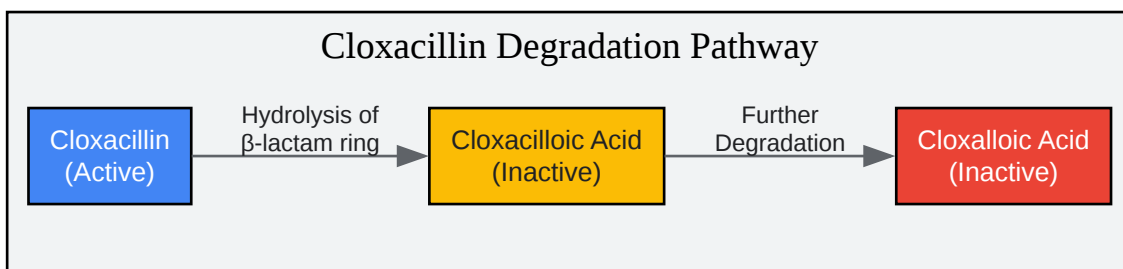 Cloxacillin Degradation Pathway
Cloxacillin
(Active)
Hydrolysis of
β-lactam ring
Cloxacilloic Acid
(Inactive)
Further
Degradation
Cloxalloic Acid
(Inactive)